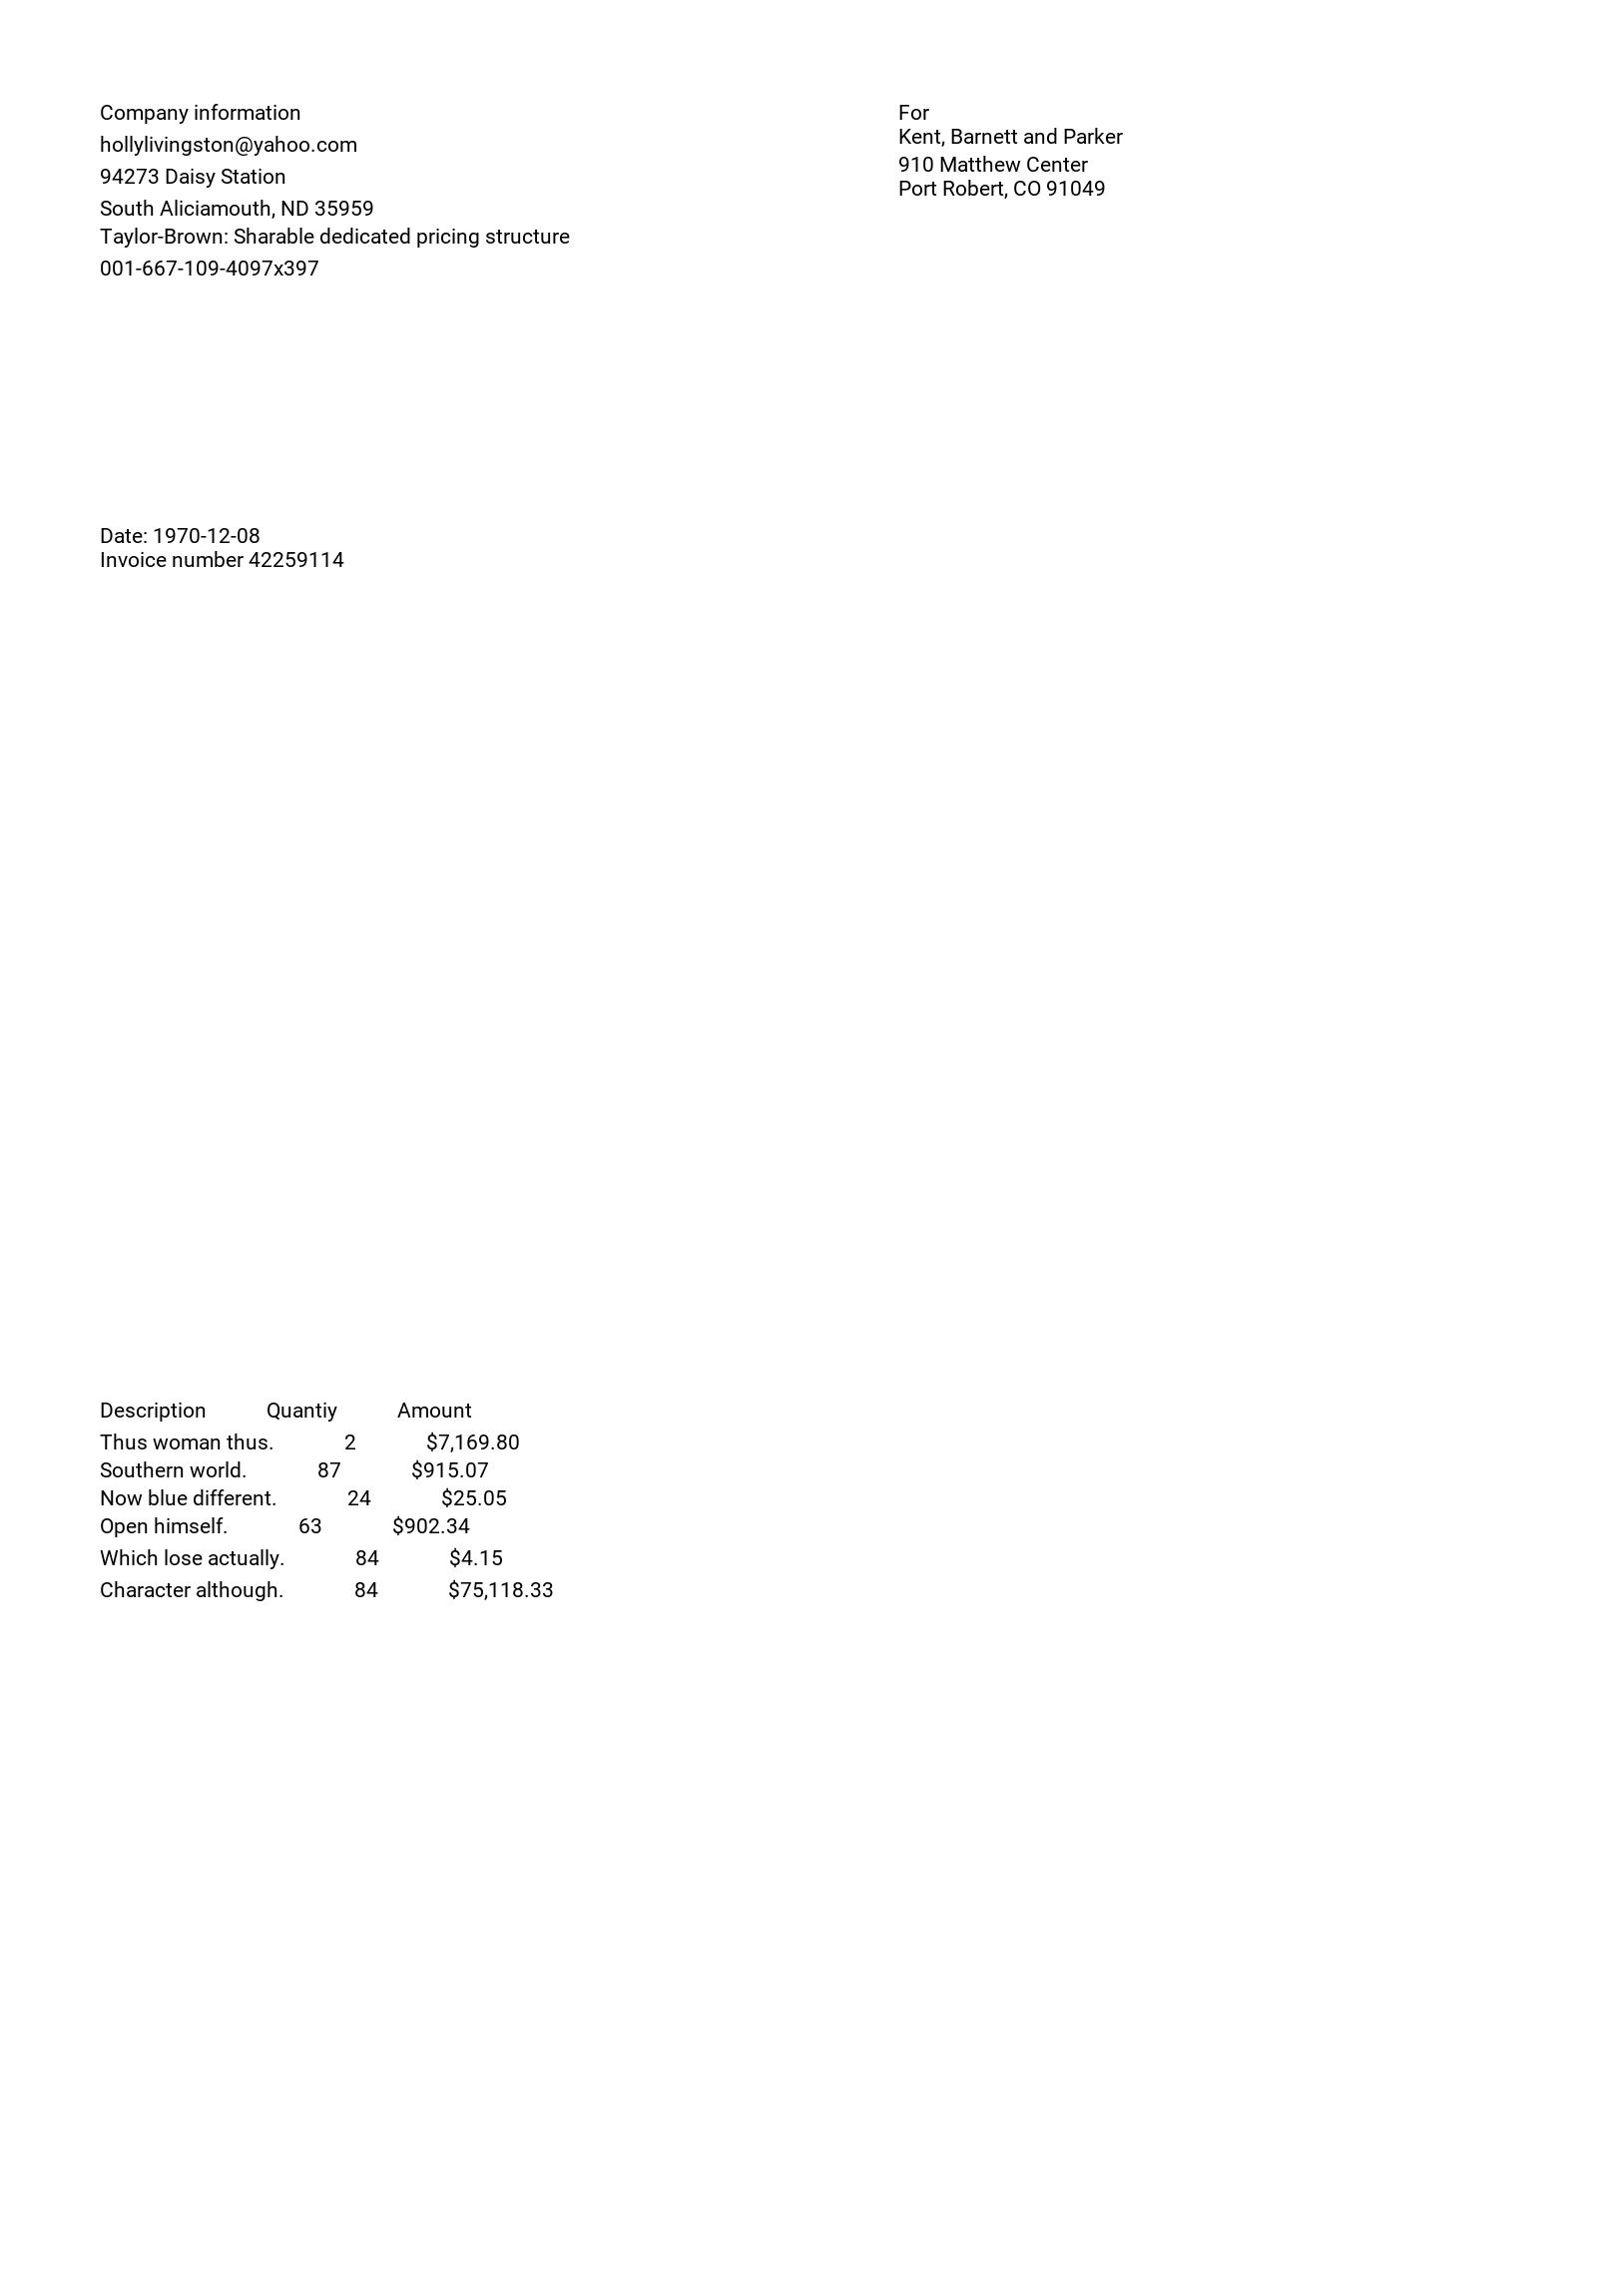 Company information
hollylivingston@yahoo.com
94273 Daisy Station
South Aliciamouth, ND 35959
Taylor-Brown: Sharable dedicated pricing structure
001-667-109-4097x397
For
Kent, Barnett and Parker
910 Matthew Center
Port Robert, CO 91049
Date: 1970-12-08
Invoice number 42259114
Description Quantiy Amount
Thus woman thus. 2 $7,169.80
Southern world. 87 $915.07
Now blue different. 24 $25.05
Open himself. 63 $902.34
Which lose actually. 84 $4.15
Character although. 84 $75,118.33